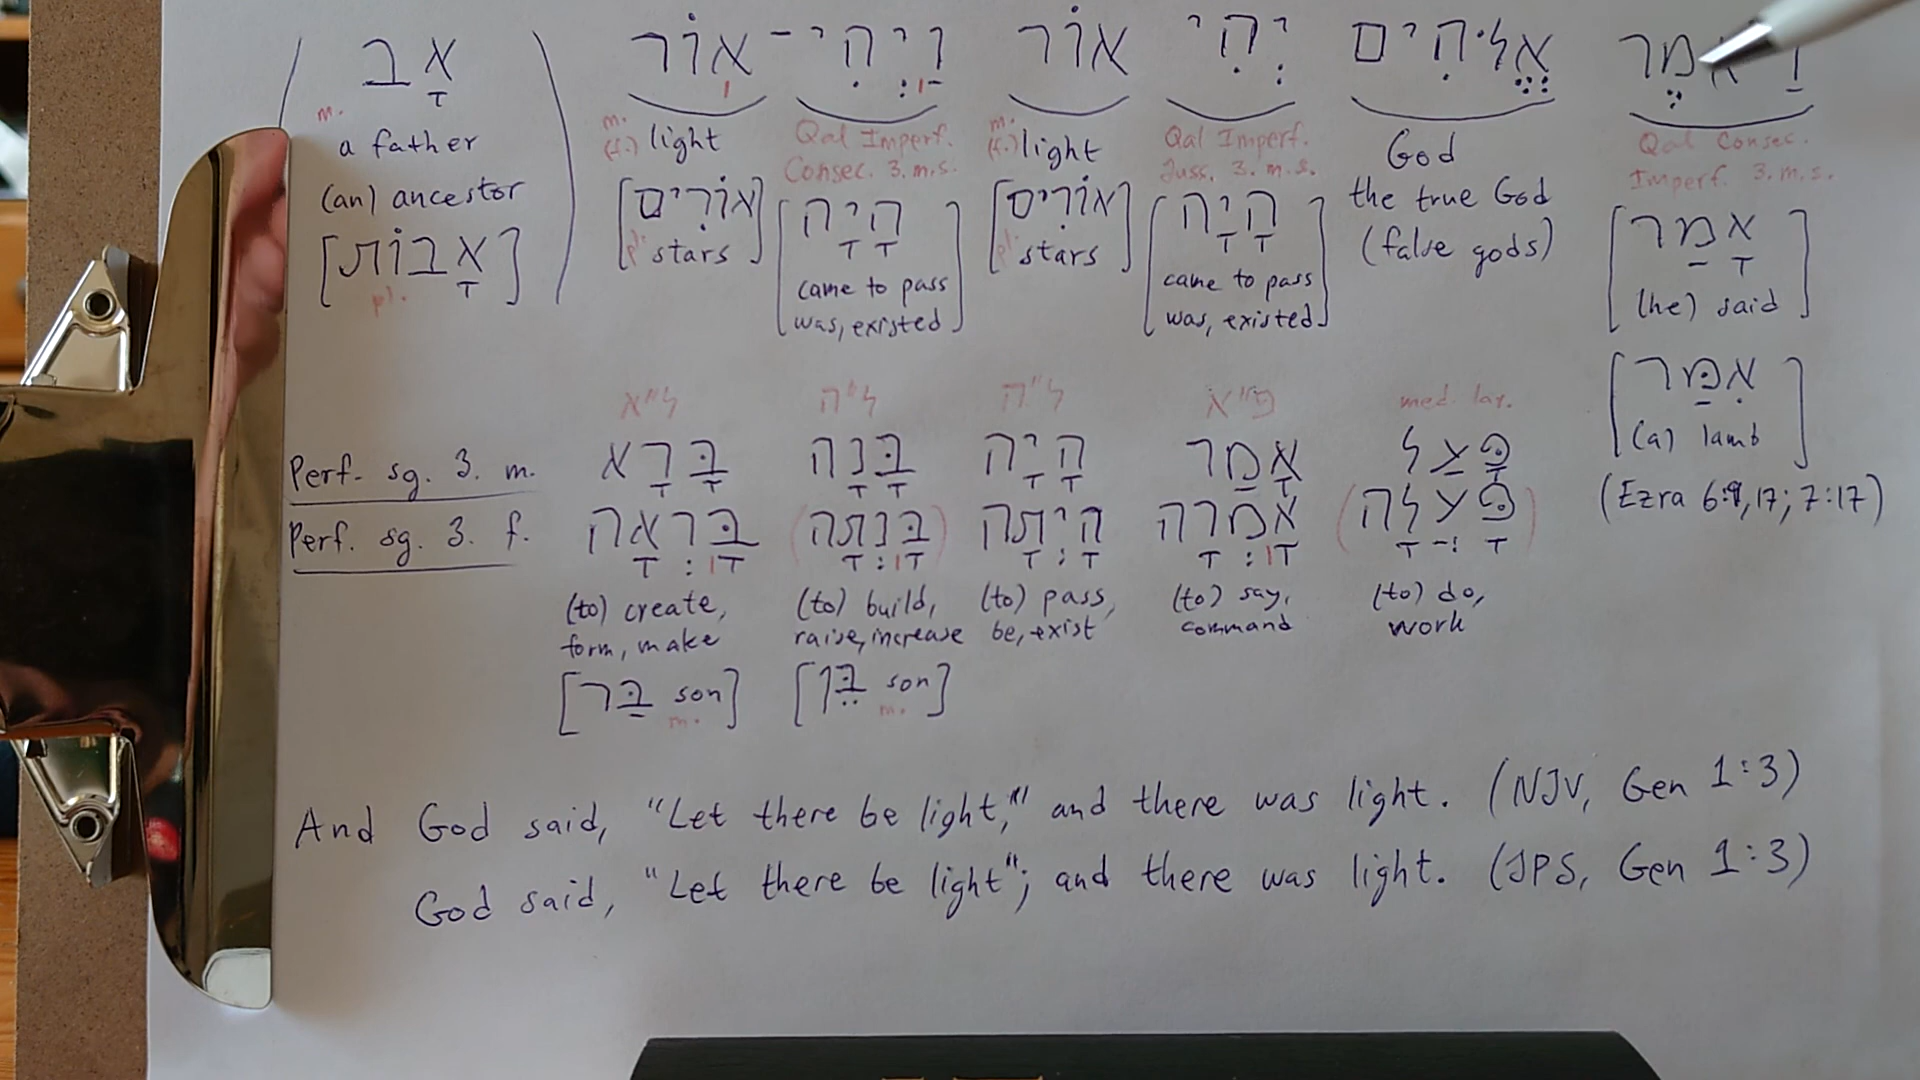 וַיֹּאמֶר אֱלֹהִים יְהִי אוֹר וַיְהִי־אוֹר ( אָב )
Qal Consec.
Imperf. 3.m.s.
[אָמַר]
(he) said
[אִמַּר]
(a) lamb
(Ezra 6:9,17; 7:17)
God
the true God
(false gods)
Qal Imperf.
Juss. 3.m.s.
[הָיָה
came to pass
was, existed]
m.
(f.) light
[אוֹרִים
pl. stars]
Qal Imperf.
Consec. 3.m.s.
[הָיָה
came to pass
was, existed]
m.
(f.) light
[אוֹרִים
pl. stars]
m.
a father
(an) ancestor
[אָבוֹת]
pl.
ל"א ל"ה ל"ה פ"א med. lar.
Perf. sg. 3. m. בָּרָא בָּנָה הָיָה אָמַר פָּעַל
Perf. sg. 3. f. בָּרְאָה (בָּנְתָה) הָיְתָה אָמְרָה (פָּעֲלָה)
(to) create, (to) build, (to) pass, (to) say, (to) do,
form, make raise, increase be, exist command work
[בַּר son] [בֵּן son]
m. m.
And God said, "Let there be light," and there was light. (NJV, Gen 1:3)
God said, "Let there be light"; and there was light. (JPS, Gen 1:3)